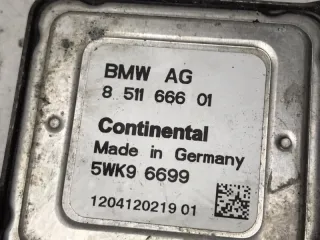 BMW AG
8 511 666 01
Continental
Made in Germany
5WK9 6699
1204120219 01